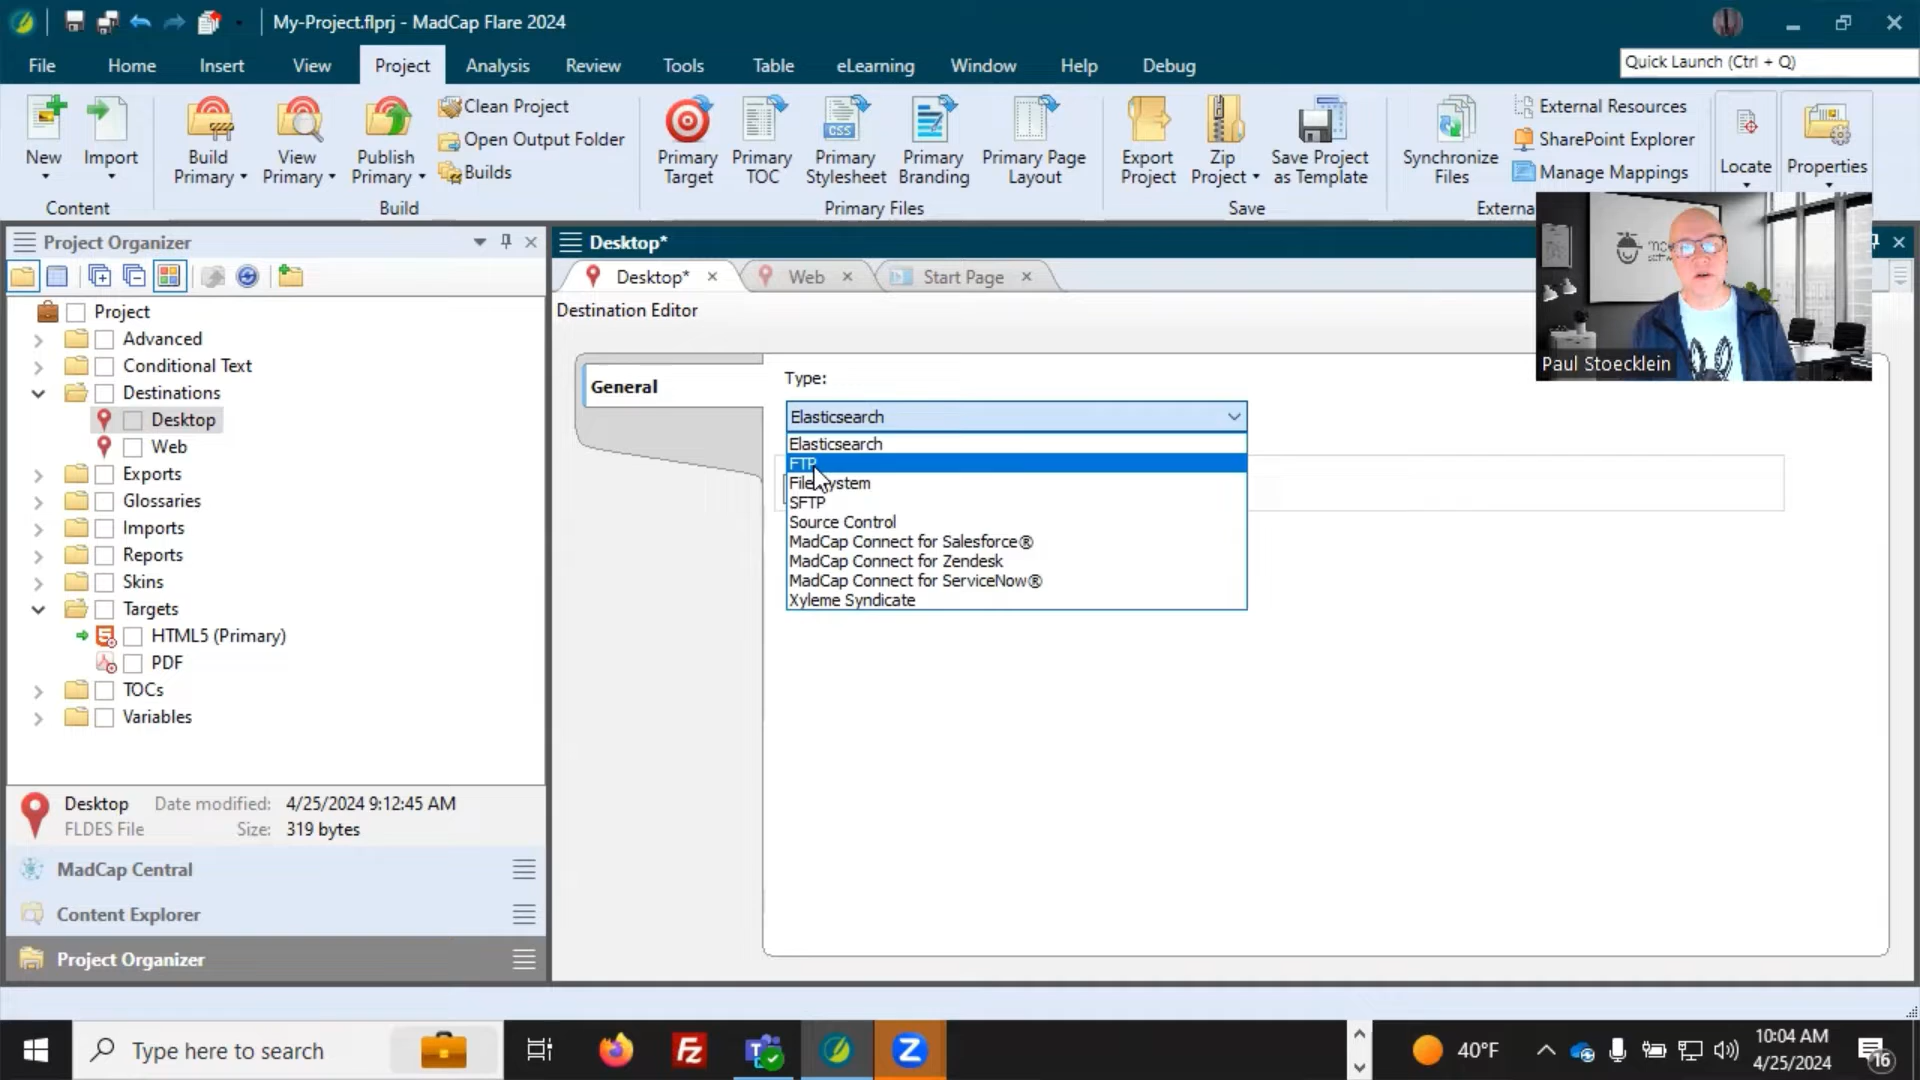 My-Project.flprj - MadCap Flare 2024
File
Home
Insert
View
Project
Analysis
Review
Tools
Table
eLearning
Window
Help
Debug
Quick Launch (Ctrl + Q)
New
Import
Content
Build Primary
View Primary
Publish Primary
Clean Project
Open Output Folder
Builds
Build
Primary Target
Primary TOC
CSS
Primary Stylesheet
Primary Branding
Primary Page Layout
Primary Files
Export Project
Zip Project
Save Project as Template
Save
Synchronize Files
External Resources
SharePoint Explorer
Manage Mappings
Externa
Locate
Properties
Project Organizer
Project
Advanced
Conditional Text
Destinations
Desktop
Web
Exports
Glossaries
Imports
Reports
Skins
Targets
HTML5 (Primary)
PDF
TOCs
Variables
Desktop
Date modified: 4/25/2024 9:12:45 AM
FLDES File
Size: 319 bytes
MadCap Central
Content Explorer
Project Organizer
Desktop*
Desktop*
Web
Start Page
Destination Editor
General
Type:
Elasticsearch
Elasticsearch
FTP
File System
SFTP
Source Control
MadCap Connect for Salesforce®
MadCap Connect for Zendesk
MadCap Connect for ServiceNow®
Xyleme Syndicate
Paul Stoecklein
Type here to search
40°F
10:04 AM
4/25/2024
16